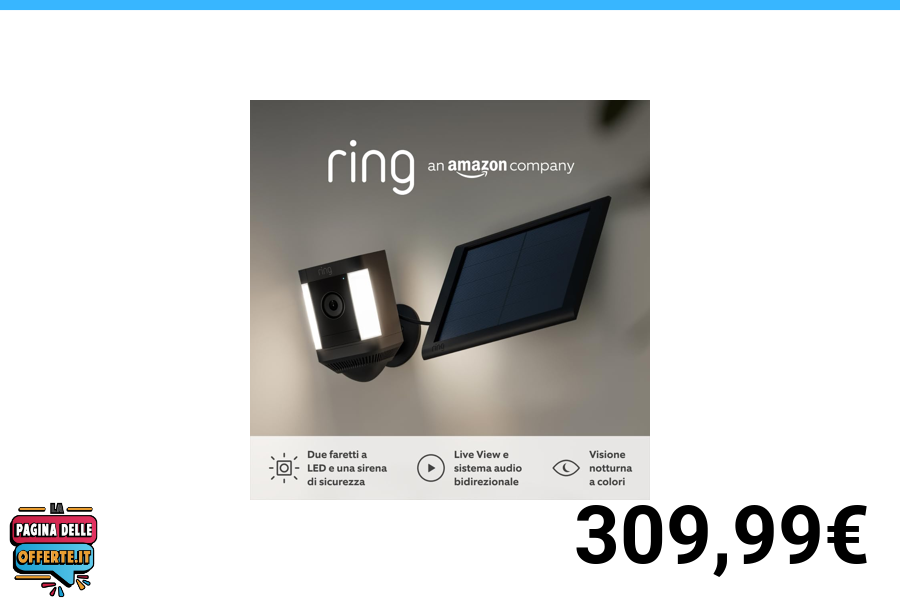 ring an amazon company
ring
Due faretti a
LED e una sirena
di sicurezza
Live View e
sistema audio
bidirezionale
Visione
notturna
a colori
LA
PAGINA DELLE
OFFERTE.IT
309,99€